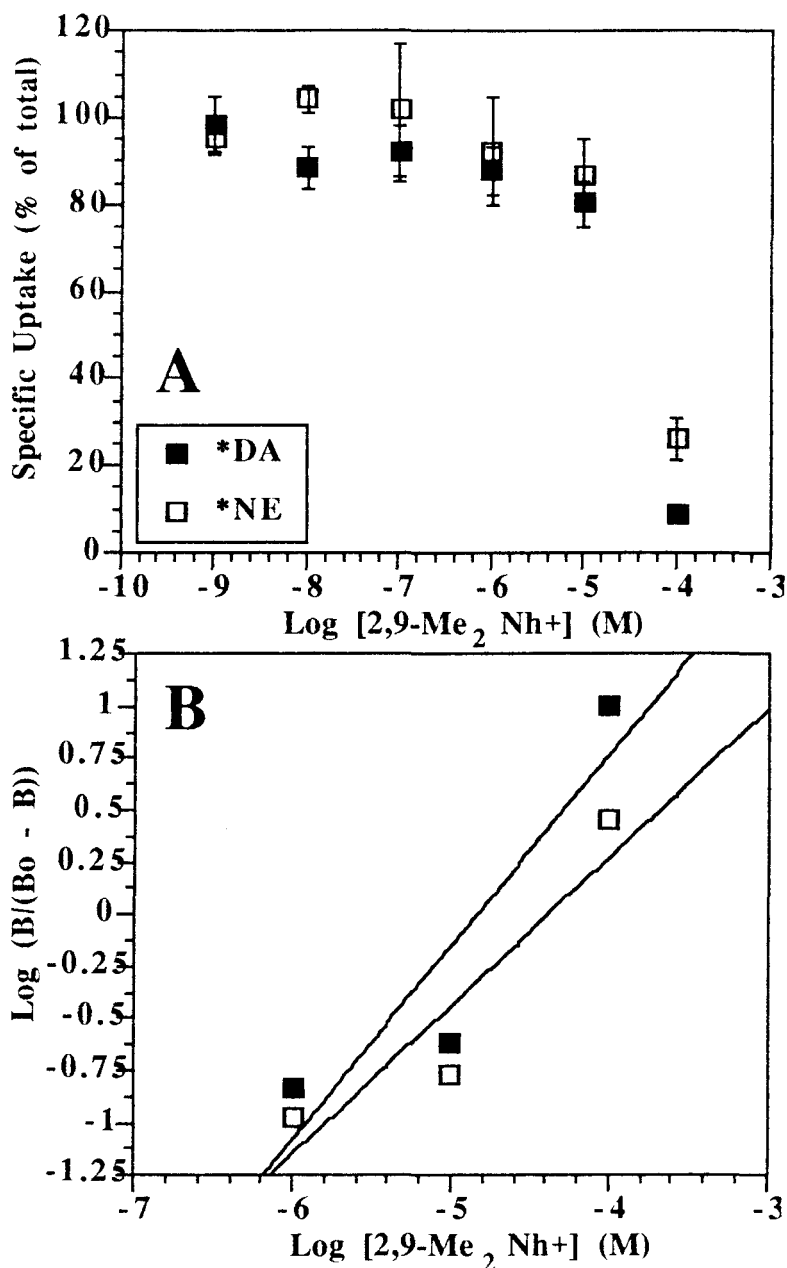 120
100
80
60
40
20
0
Specific Uptake (% of total)
A
*DA
*NE
-10 -9 -8 -7 -6 -5 -4 -3
Log [2,9-Me2 Nh+] (M)
1.25
1
0.75
0.5
0.25
0
-0.25
-0.5
-0.75
-1
-1.25
Log (B/(Bo - B))
B
-7 -6 -5 -4 -3
Log [2,9-Me2 Nh+] (M)